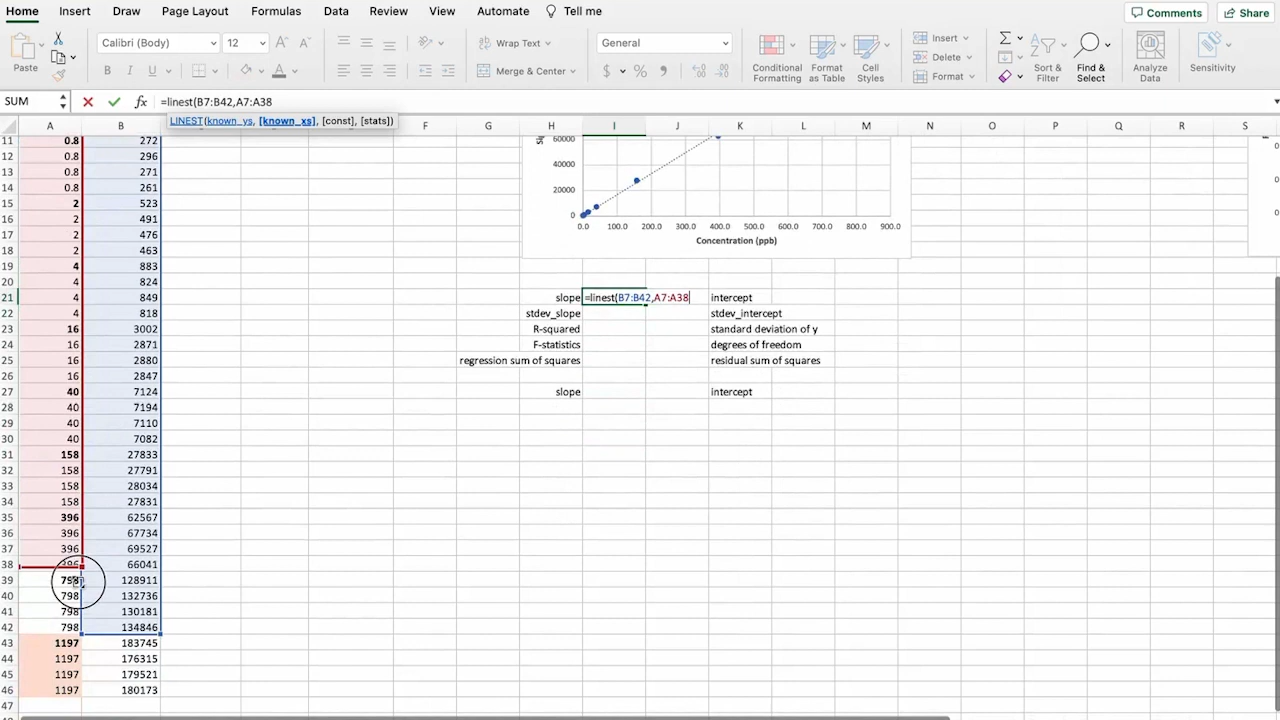 Home Insert Draw Page Layout Formulas Data Review View Automate Tell me Comments Share
Paste Calibri (Body) 12 A A Wrap Text General Insert Delete Format
B I U A Merge & Center $ % Conditional Formatting Format as Table Cell Styles Sort & Filter Find & Select Analyze Data Sensitivity
SUM fx =linest(B7:B42,A7:A38
LINEST(known_ys, [known_xs], [const], [stats])
A B F G H I J K L M N O P Q R S
11 0.8 272 60000
12 0.8 296
13 0.8 271 40000
14 0.8 261
15 2 523 20000
16 2 491 0
17 2 476 0.0 100.0 200.0 300.0 400.0 500.0 600.0 700.0 800.0 900.0
18 2 463 Concentration (ppb)
19 4 883
20 4 824
21 4 849 slope =linest(B7:B42,A7:A38 intercept
22 4 818 stdev_slope stdev_intercept
23 16 3002 R-squared standard deviation of y
24 16 2871 F-statistics degrees of freedom
25 16 2880 regression sum of squares residual sum of squares
26 16 2847
27 40 7124 slope intercept
28 40 7194
29 40 7110
30 40 7082
31 158 27833
32 158 27791
33 158 28034
34 158 27831
35 396 62567
36 396 67734
37 396 69527
38 396 66041
39 798 128911
40 798 132736
41 798 130181
42 798 134846
43 1197 183745
44 1197 176315
45 1197 179521
46 1197 180173
47